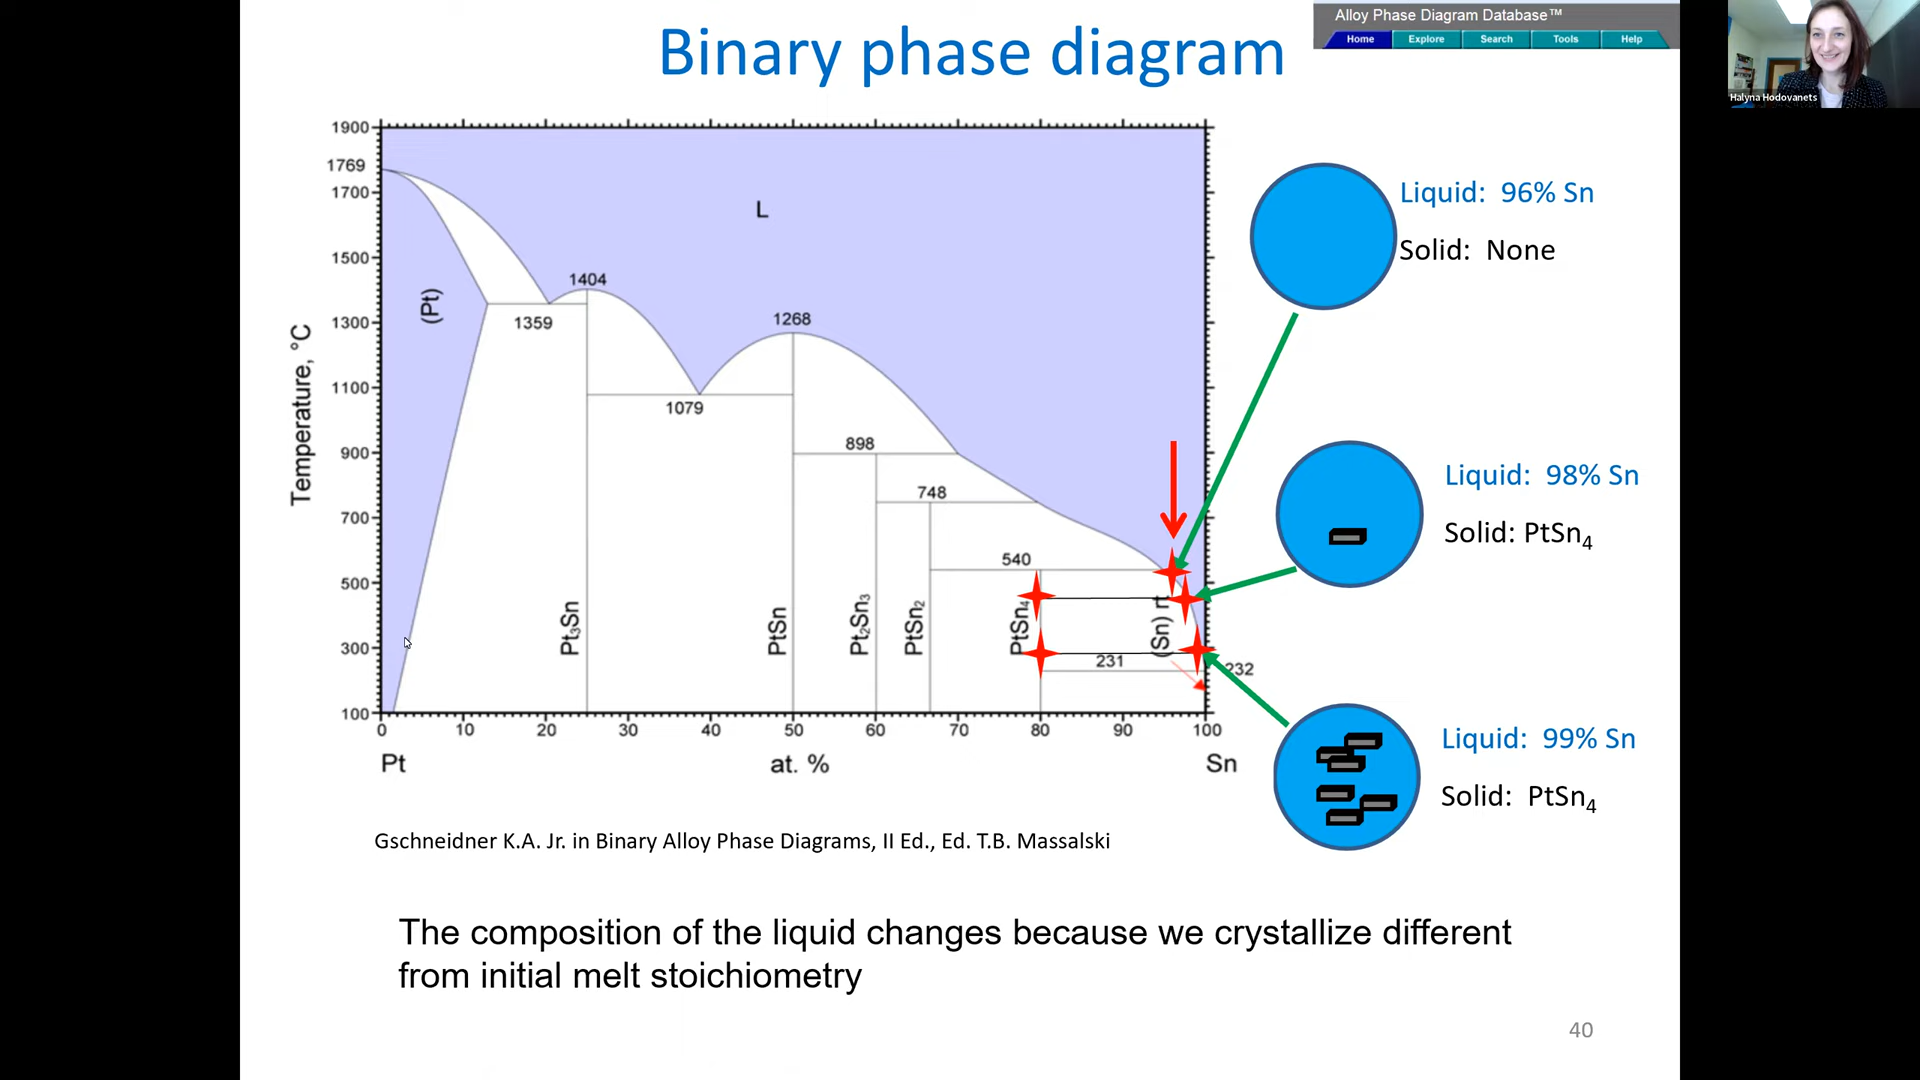 Binary phase diagram
Alloy Phase Diagram Database™
Home Explore Search Tools Help
Halyna Hodovanets
1900
1769
1700
1500
1300
1100
900
700
500
300
100
Temperature, °C
L
(Pt)
1404
1359
1268
1079
898
748
540
231
232
Pt₃Sn
PtSn
Pt₂Sn₃
PtSn₂
PtSn₄
(Sn) rt
0 10 20 30 40 50 60 70 80 90 100
Pt at. % Sn
Liquid: 96% Sn
Solid: None
Liquid: 98% Sn
Solid: PtSn₄
Liquid: 99% Sn
Solid: PtSn₄
Gschneidner K.A. Jr. in Binary Alloy Phase Diagrams, II Ed., Ed. T.B. Massalski
The composition of the liquid changes because we crystallize different
from initial melt stoichiometry
40